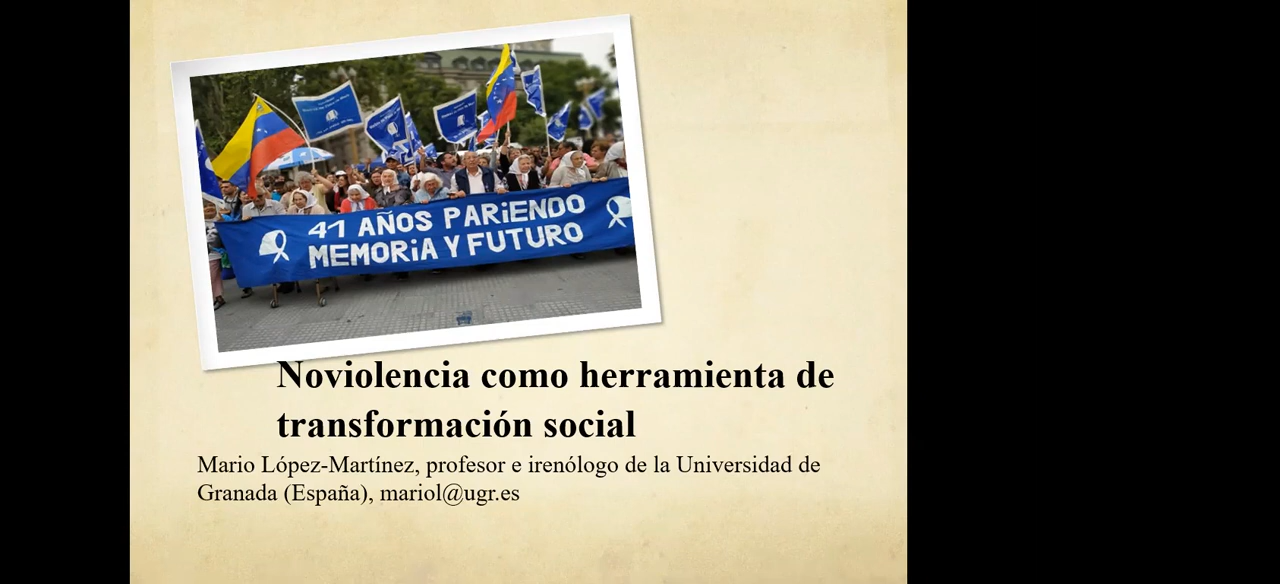 41 AÑOS PARiENDO
MEMORiA Y FUTURO
Noviolencia como herramienta de
transformación social
Mario López-Martínez, profesor e irenólogo de la Universidad de
Granada (España), mariol@ugr.es